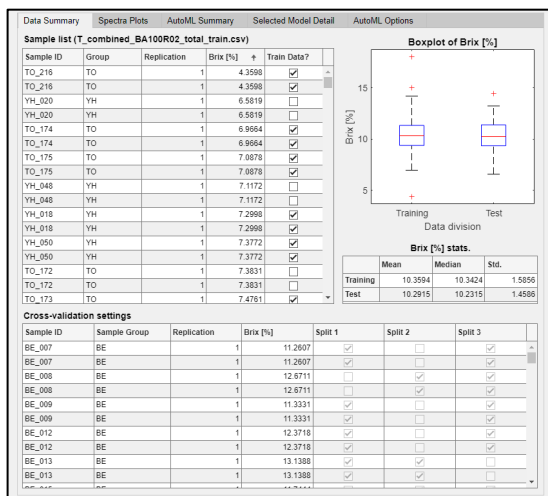 Data Summary Spectra Plots AutoML Summary Selected Model Detail AutoML Options
Sample list (T_combined_BA100R02_total_train.csv)
Sample ID Group Replication Brix [%] ↑ Train Data?
TO_216 TO 1 4.3598
TO_216 TO 1 4.3598
YH_020 YH 1 6.5819
YH_020 YH 1 6.5819
TO_174 TO 1 6.9664
TO_174 TO 1 6.9664
TO_175 TO 1 7.0878
TO_175 TO 1 7.0878
YH_048 YH 1 7.1172
YH_048 YH 1 7.1172
YH_018 YH 1 7.2998
YH_018 YH 1 7.2998
YH_050 YH 1 7.3772
YH_050 YH 1 7.3772
TO_172 TO 1 7.3831
TO_172 TO 1 7.3831
TO_173 TO 1 7.4761
Boxplot of Brix [%]
Brix [%]
15
10
5
Training Test
Data division
Brix [%] stats.
Mean Median Std.
Training 10.3594 10.3424 1.5856
Test 10.2915 10.2315 1.4586
Cross-validation settings
Sample ID Sample Group Replication Brix [%] Split 1 Split 2 Split 3
BE_007 BE 1 11.2607
BE_007 BE 1 11.2607
BE_008 BE 1 12.6711
BE_008 BE 1 12.6711
BE_009 BE 1 11.3331
BE_009 BE 1 11.3331
BE_012 BE 1 12.3718
BE_012 BE 1 12.3718
BE_013 BE 1 13.1388
BE_013 BE 1 13.1388